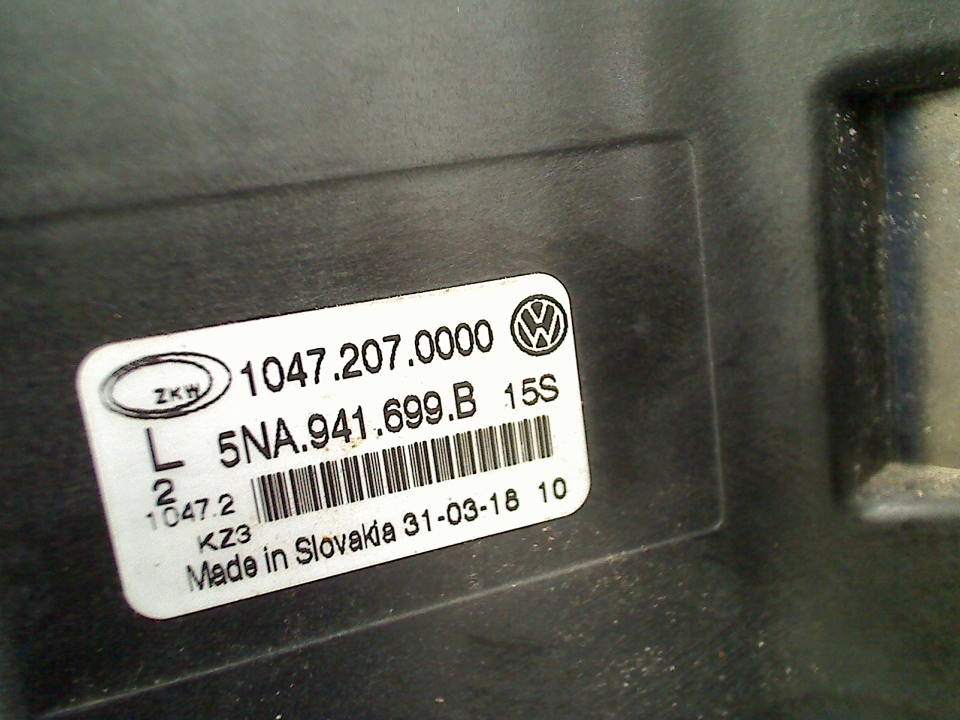 ZKW 1047.207.0000 VW
L 5NA.941.699.B 15S
2
1047.2
KZ3
Made in Slovakia 31-03-18 10